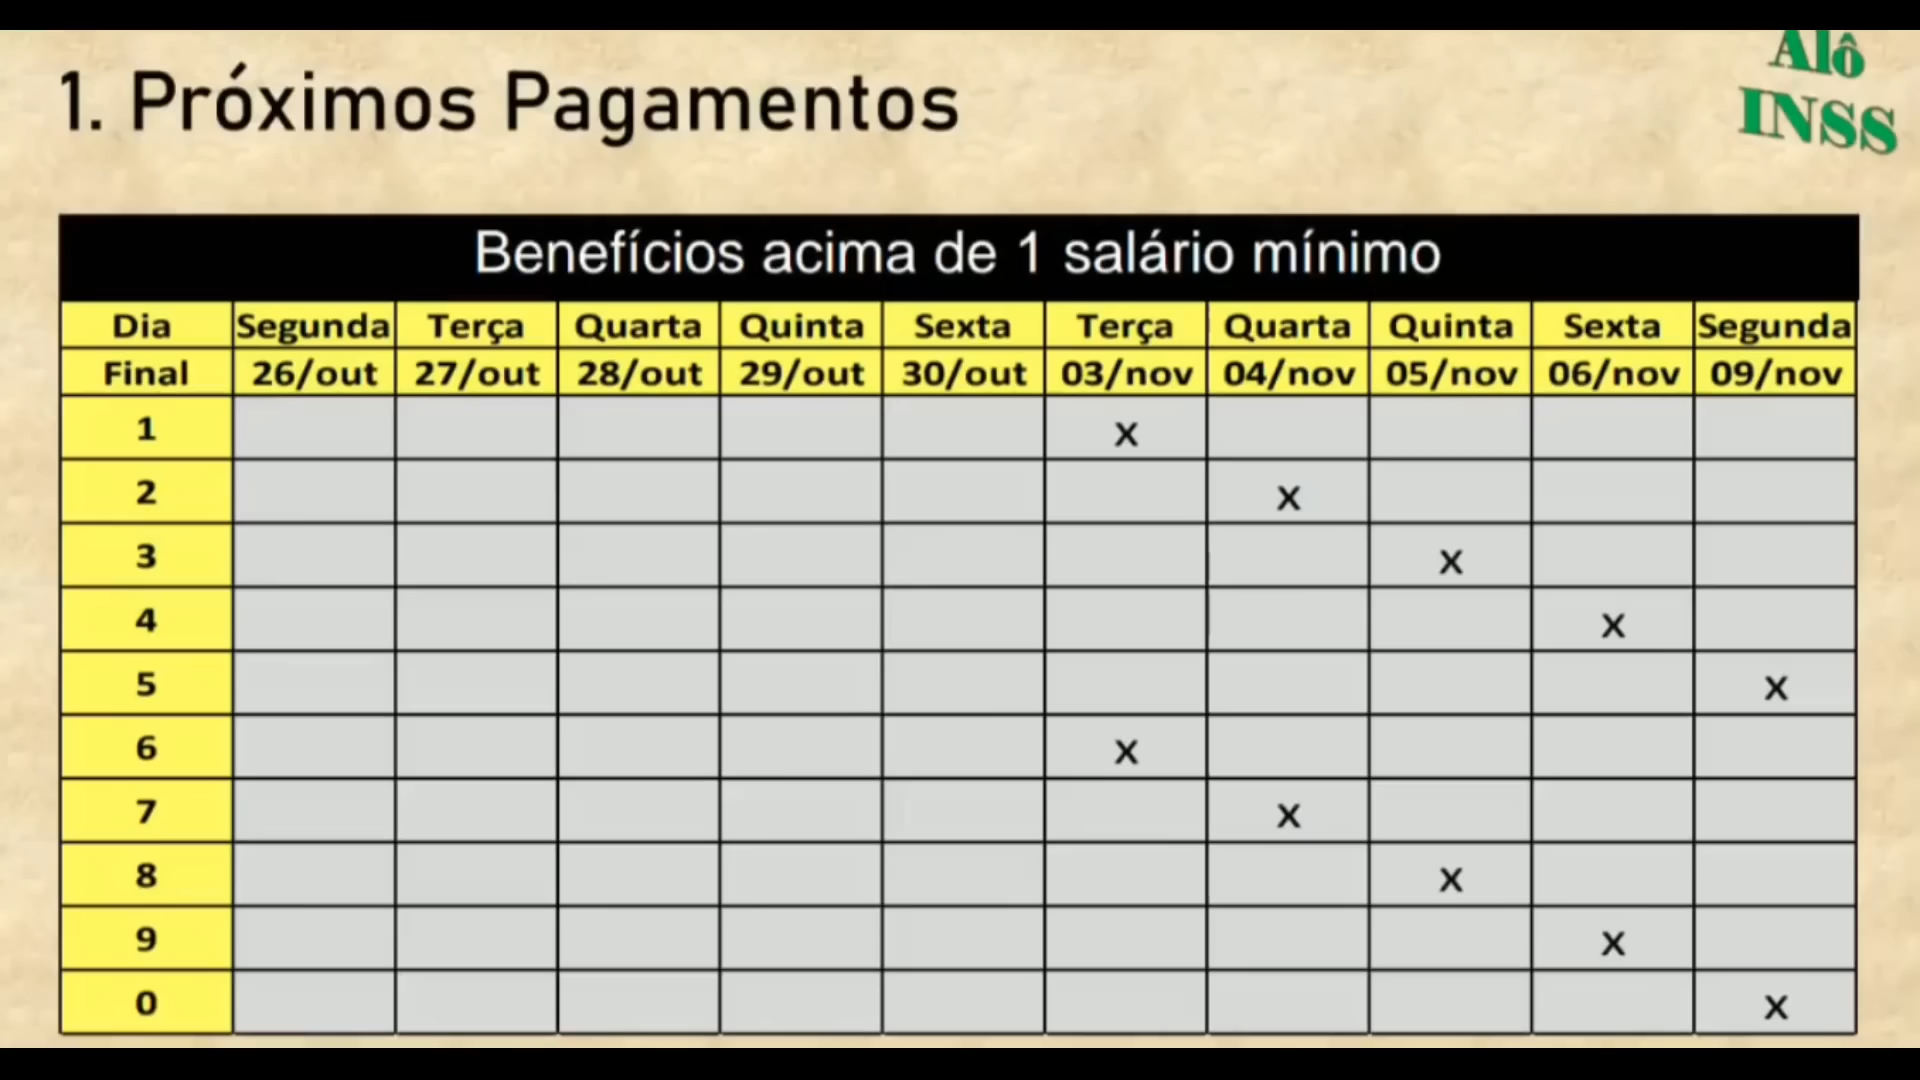 1. Próximos Pagamentos
Alô
INSS
Benefícios acima de 1 salário mínimo
Dia Segunda Terça Quarta Quinta Sexta Terça Quarta Quinta Sexta Segunda
Final 26/out 27/out 28/out 29/out 30/out 03/nov 04/nov 05/nov 06/nov 09/nov
1 x
2 x
3 x
4 x
5 x
6 x
7 x
8 x
9 x
0 x